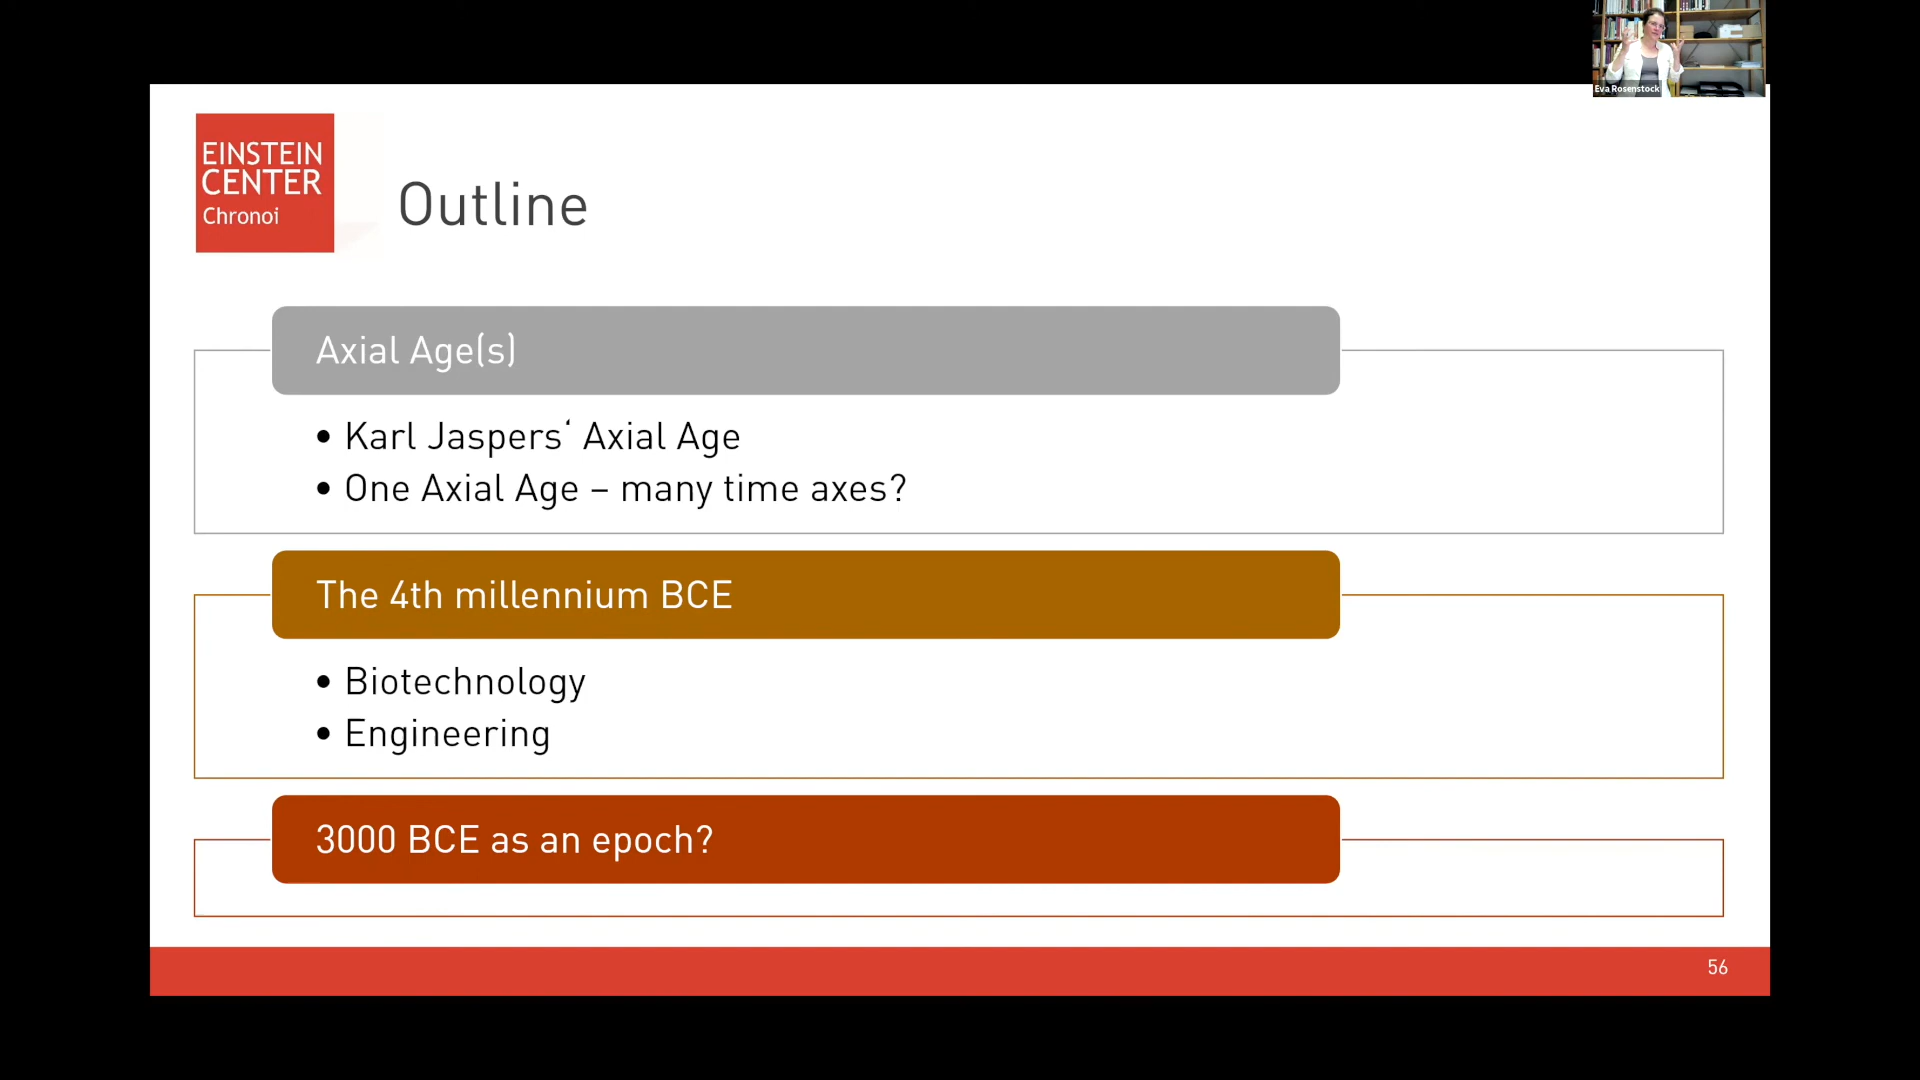 Eva Rosenstock
EINSTEIN
CENTER
Chronoi
Outline
Axial Age(s)
• Karl Jaspers‘ Axial Age
• One Axial Age – many time axes?
The 4th millennium BCE
• Biotechnology
• Engineering
3000 BCE as an epoch?
56